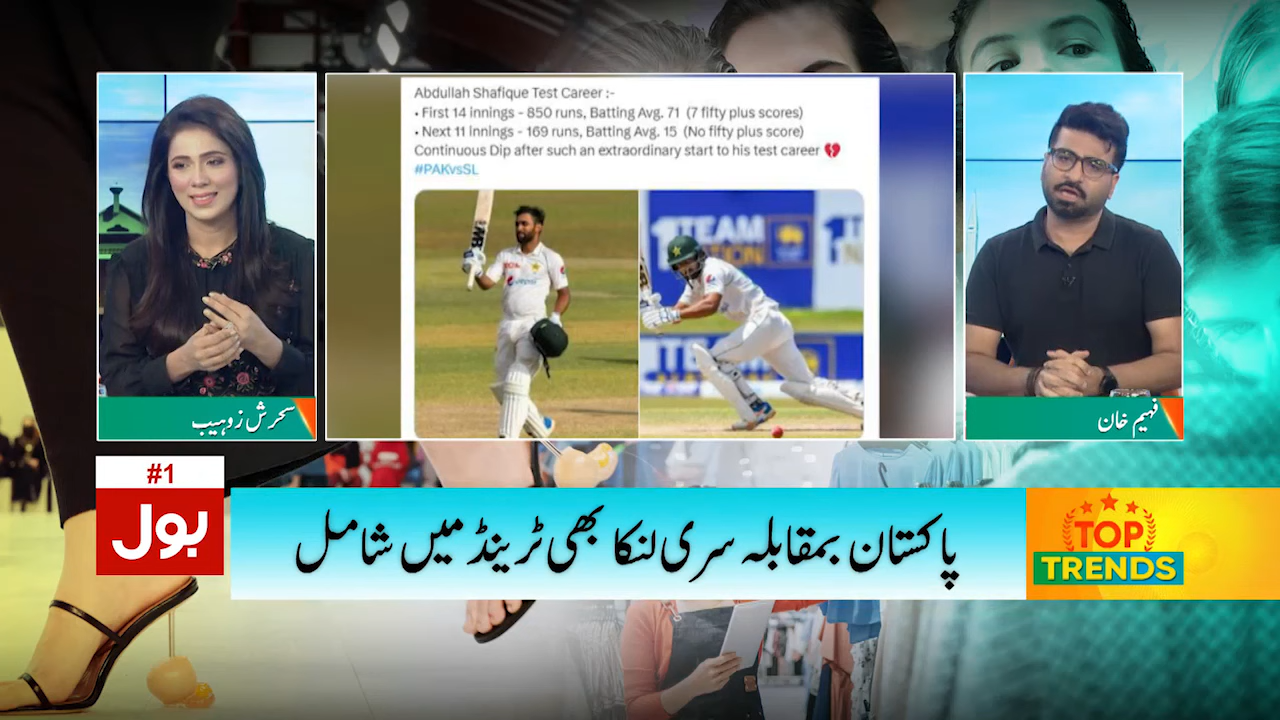 Abdullah Shafique Test Career :-
• First 14 innings - 850 runs, Batting Avg. 71 (7 fifty plus scores)
• Next 11 innings - 169 runs, Batting Avg. 15 (No fifty plus score)
Continuous Dip after such an extraordinary start to his test career 💔
#PAKvsSL
TEAM
NATION
سحرش زوہیب
فہیم خان
#1
بول
پاکستان بمقابلہ سری لنکا بھی ٹرینڈ میں شامل
TOP
TRENDS